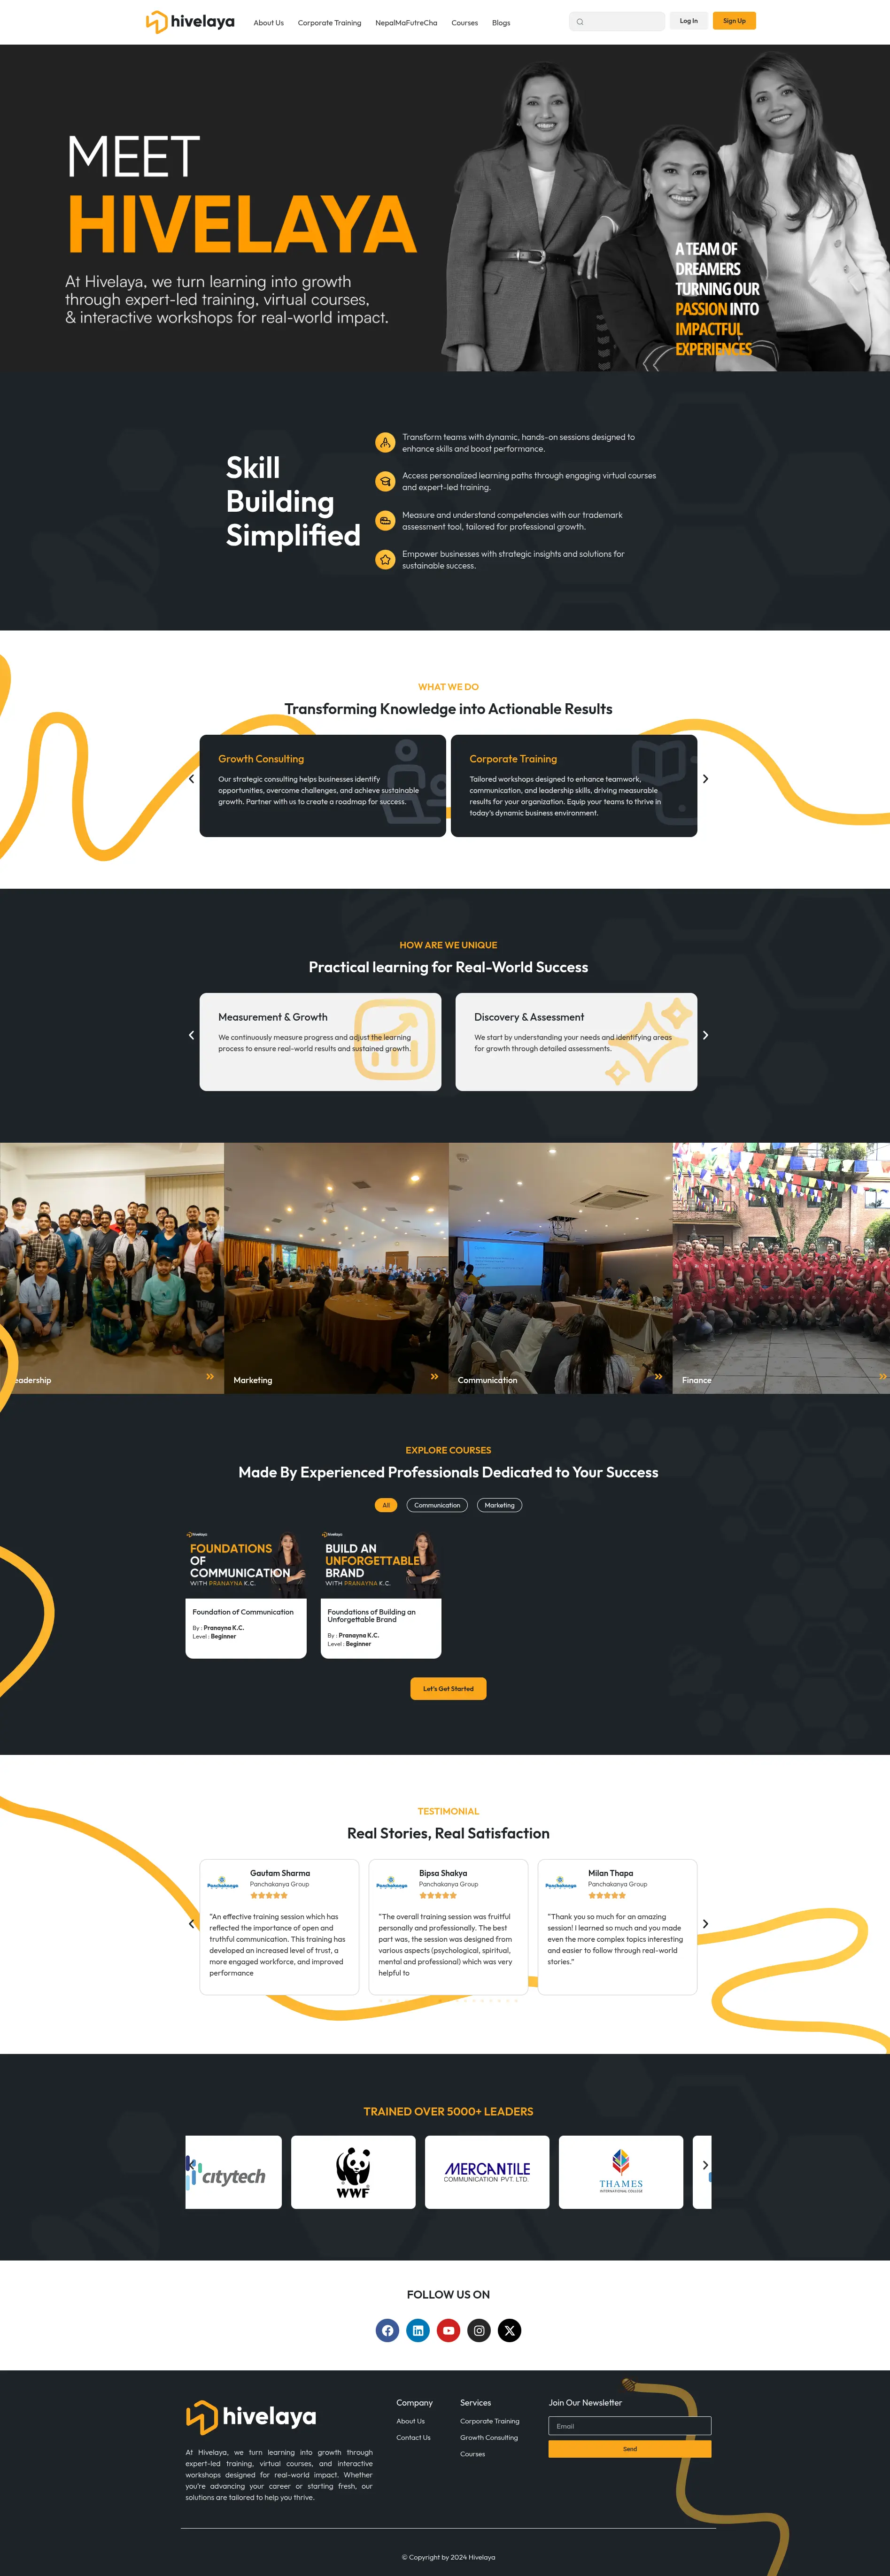 hivelaya
About Us
Corporate Training
NepalMaFutreCha
Courses
Blogs
Log In
Sign Up
MEET
HIVELAYA
At Hivelaya, we turn learning into growth
through expert-led training, virtual courses,
& interactive workshops for real-world impact.
A TEAM OF
DREAMERS
TURNING OUR
PASSION INTO
IMPACTFUL
EXPERIENCES
Skill
Building
Simplified
Transform teams with dynamic, hands-on sessions designed to
enhance skills and boost performance.
Access personalized learning paths through engaging virtual courses
and expert-led training.
Measure and understand competencies with our trademark
assessment tool, tailored for professional growth.
Empower businesses with strategic insights and solutions for
sustainable success.
WHAT WE DO
Transforming Knowledge into Actionable Results
Growth Consulting
Our strategic consulting helps businesses identify
opportunities, overcome challenges, and achieve sustainable
growth. Partner with us to create a roadmap for success.
Corporate Training
Tailored workshops designed to enhance teamwork,
communication, and leadership skills, driving measurable
results for your organization. Equip your teams to thrive in
today's dynamic business environment.
HOW ARE WE UNIQUE
Practical learning for Real-World Success
Measurement & Growth
We continuously measure progress and adjust the learning
process to ensure real-world results and sustained growth.
Discovery & Assessment
We start by understanding your needs and identifying areas
for growth through detailed assessments.
eadership
Marketing
Communication
Finance
EXPLORE COURSES
Made By Experienced Professionals Dedicated to Your Success
All
Communication
Marketing
hivelaya
FOUNDATIONS
OF
COMMUNICATION
WITH PRANAYNA K.C.
Foundation of Communication
By : Pranayna K.C.
Level : Beginner
hivelaya
BUILD AN
UNFORGETTABLE
BRAND
WITH PRANAYNA K.C.
Foundations of Building an
Unforgettable Brand
By : Pranayna K.C.
Level : Beginner
Let's Get Started
TESTIMONIAL
Real Stories, Real Satisfaction
Panchakanya
Gautam Sharma
Panchakanya Group
"An effective training session which has
reflected the importance of open and
truthful communication. This training has
developed an increased level of trust, a
more engaged workforce, and improved
performance
Panchakanya
Bipsa Shakya
Panchakanya Group
"The overall training session was fruitful
personally and professionally. The best
part was, the session was designed from
various aspects (psychological, spiritual,
mental and professional) which was very
helpful to
Panchakanya
Milan Thapa
Panchakanya Group
"Thank you so much for an amazing
session! I learned so much and you made
even the more complex topics interesting
and easier to follow through real-world
stories."
TRAINED OVER 5000+ LEADERS
citytech
WWF
MERCANTILE
COMMUNICATION PVT. LTD.
THAMES
INTERNATIONAL COLLEGE
FOLLOW US ON
hivelaya
At Hivelaya, we turn learning into growth through
expert-led training, virtual courses, and interactive
workshops designed for real-world impact. Whether
you're advancing your career or starting fresh, our
solutions are tailored to help you thrive.
Company
About Us
Contact Us
Services
Corporate Training
Growth Consulting
Courses
Join Our Newsletter
Email
Send
© Copyright by 2024 Hivelaya